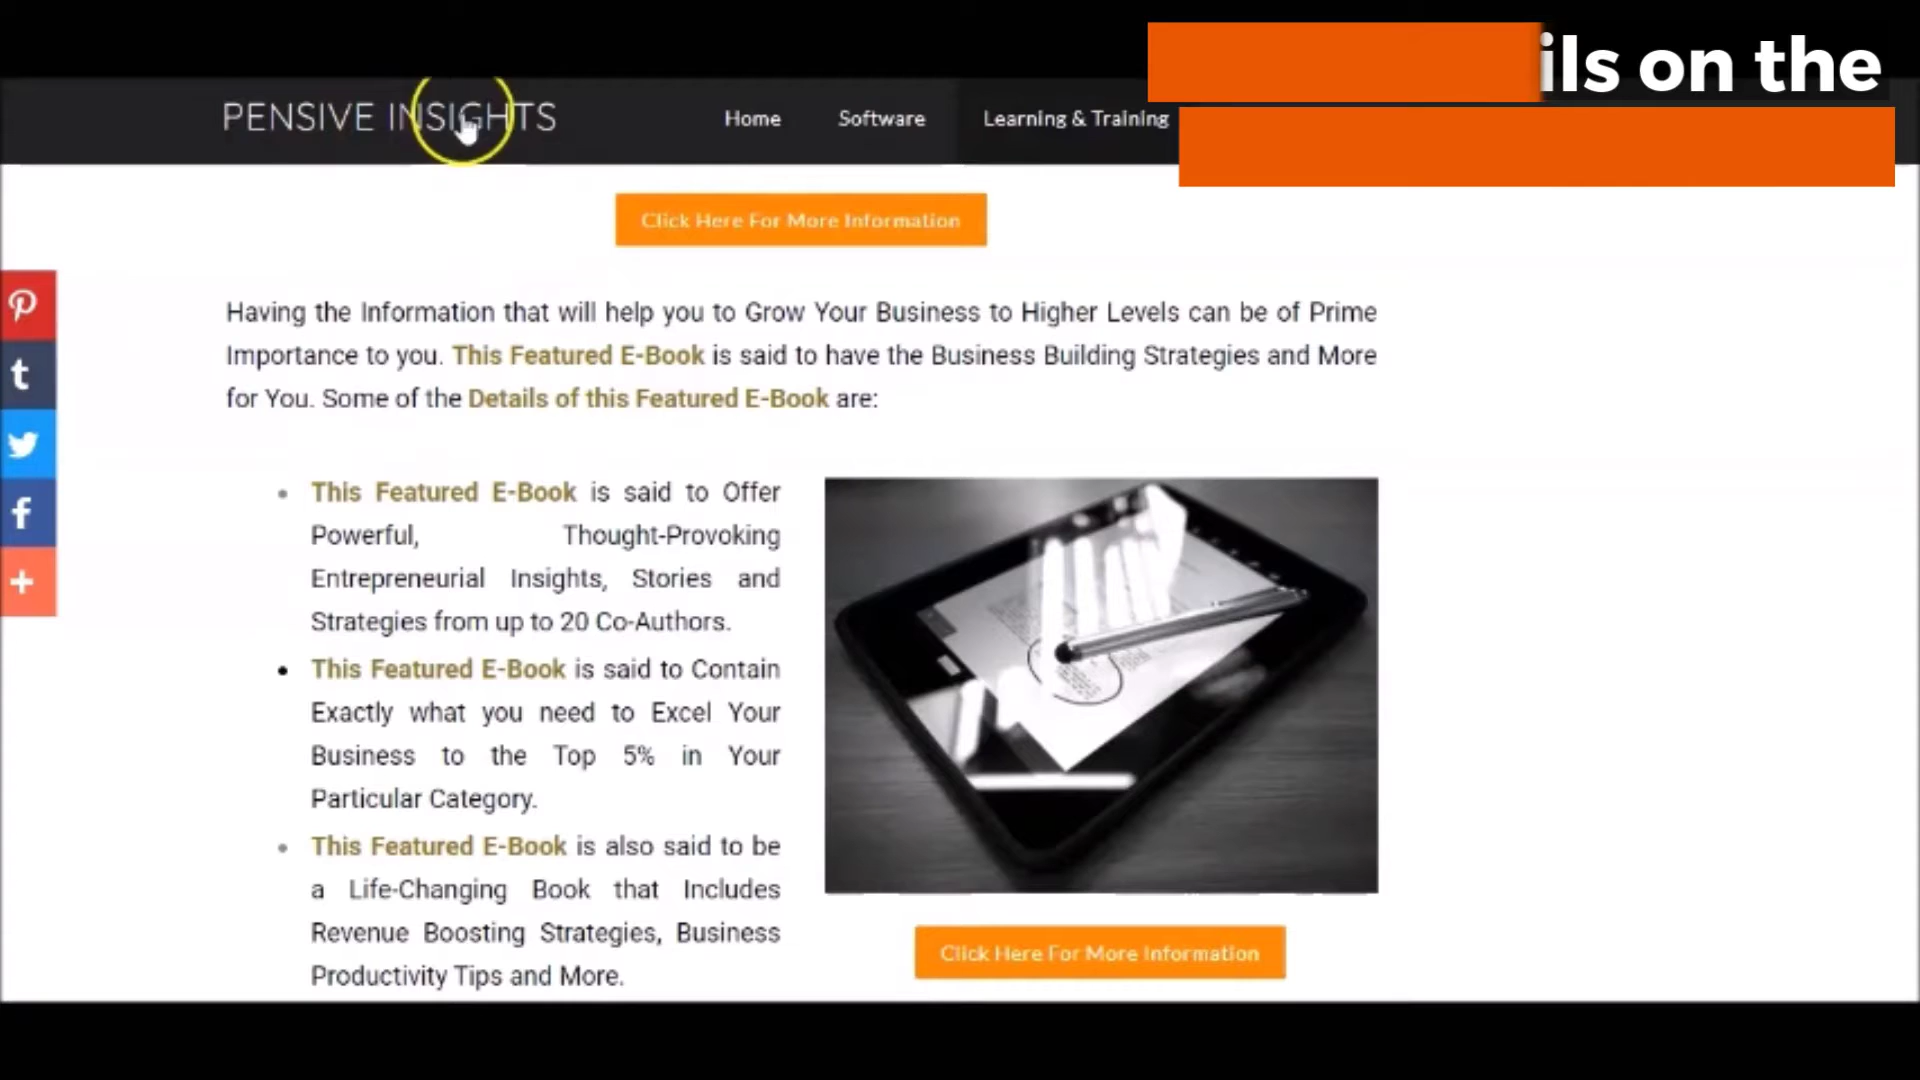 ils on the
PENSIVE INSIGHTS
Home Software Learning & Training
Click Here For More Information
Having the Information that will help you to Grow Your Business to Higher Levels can be of Prime
Importance to you. This Featured E-Book is said to have the Business Building Strategies and More
for You. Some of the Details of this Featured E-Book are:
This Featured E-Book is said to Offer
Powerful, Thought-Provoking
Entrepreneurial Insights, Stories and
Strategies from up to 20 Co-Authors.
This Featured E-Book is said to Contain
Exactly what you need to Excel Your
Business to the Top 5% in Your
Particular Category.
This Featured E-Book is also said to be
a Life-Changing Book that Includes
Revenue Boosting Strategies, Business
Productivity Tips and More.
Click Here For More Information